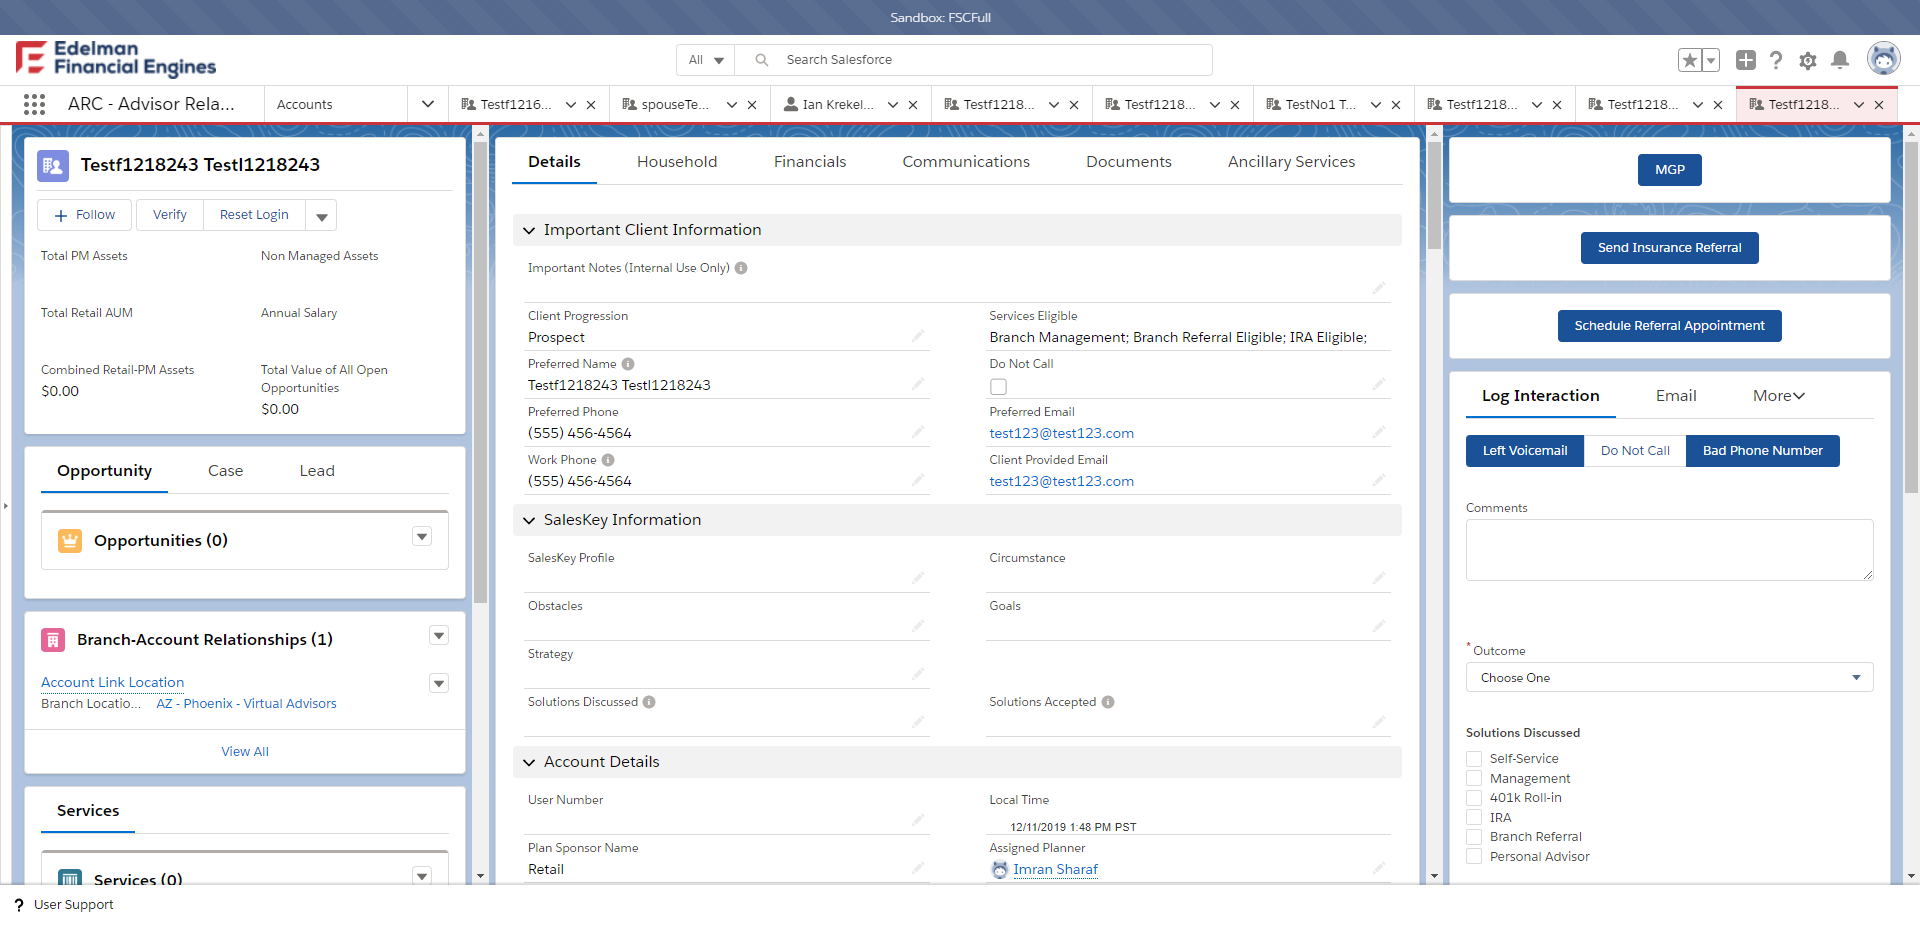 Sandbox: FSCFull
Edelman
Financial Engines
All
Search Salesforce
ARC - Advisor Rela...
Accounts
Testf1216...
spouseTe...
Ian Krekel...
Testf1218...
Testf1218...
TestNo1 T...
Testf1218...
Testf1218...
Testf1218...
Testf1218243 Testl1218243
Follow
Verify
Reset Login
Total PM Assets
Non Managed Assets
Total Retail AUM
Annual Salary
Combined Retail-PM Assets
$0.00
Total Value of All Open
Opportunities
$0.00
Opportunity
Case
Lead
Opportunities (0)
Branch-Account Relationships (1)
Account Link Location
Branch Locatio... AZ - Phoenix - Virtual Advisors
View All
Services
Services (0)
Details
Household
Financials
Communications
Documents
Ancillary Services
Important Client Information
Important Notes (Internal Use Only)
Client Progression
Prospect
Services Eligible
Branch Management; Branch Referral Eligible; IRA Eligible;
Preferred Name
Testf1218243 Testl1218243
Do Not Call
Preferred Phone
(555) 456-4564
Preferred Email
test123@test123.com
Work Phone
(555) 456-4564
Client Provided Email
test123@test123.com
SalesKey Information
SalesKey Profile
Circumstance
Obstacles
Goals
Strategy
Solutions Discussed
Solutions Accepted
Account Details
User Number
Local Time
12/11/2019 1:48 PM PST
Plan Sponsor Name
Retail
Assigned Planner
Imran Sharaf
MGP
Send Insurance Referral
Schedule Referral Appointment
Log Interaction
Email
More
Left Voicemail
Do Not Call
Bad Phone Number
Comments
*Outcome
Choose One
Solutions Discussed
Self-Service
Management
401k Roll-in
IRA
Branch Referral
Personal Advisor
? User Support